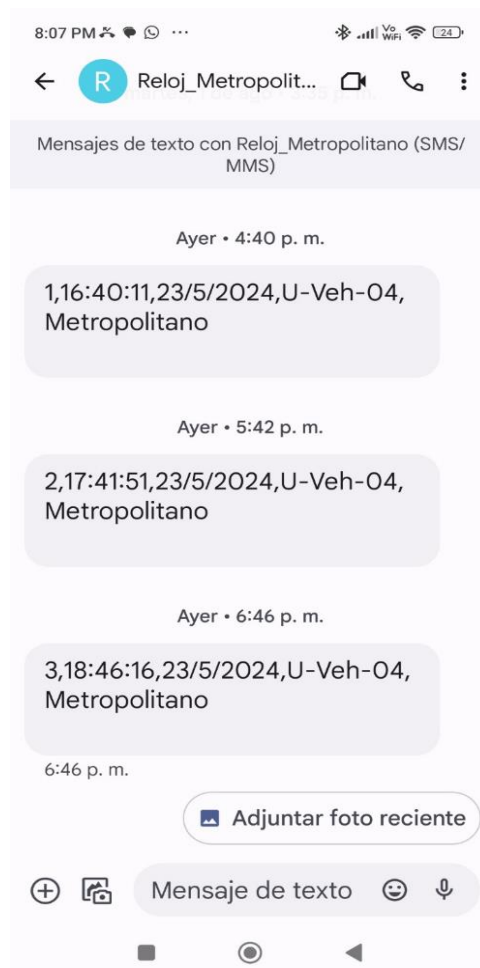 8:07 PM
24
R
Reloj_Metropolit...
Mensajes de texto con Reloj_Metropolitano (SMS/
MMS)
Ayer • 4:40 p. m.
1,16:40:11,23/5/2024,U-Veh-04,
Metropolitano
Ayer • 5:42 p. m.
2,17:41:51,23/5/2024,U-Veh-04,
Metropolitano
Ayer • 6:46 p. m.
3,18:46:16,23/5/2024,U-Veh-04,
Metropolitano
6:46 p. m.
Adjuntar foto reciente
Mensaje de texto